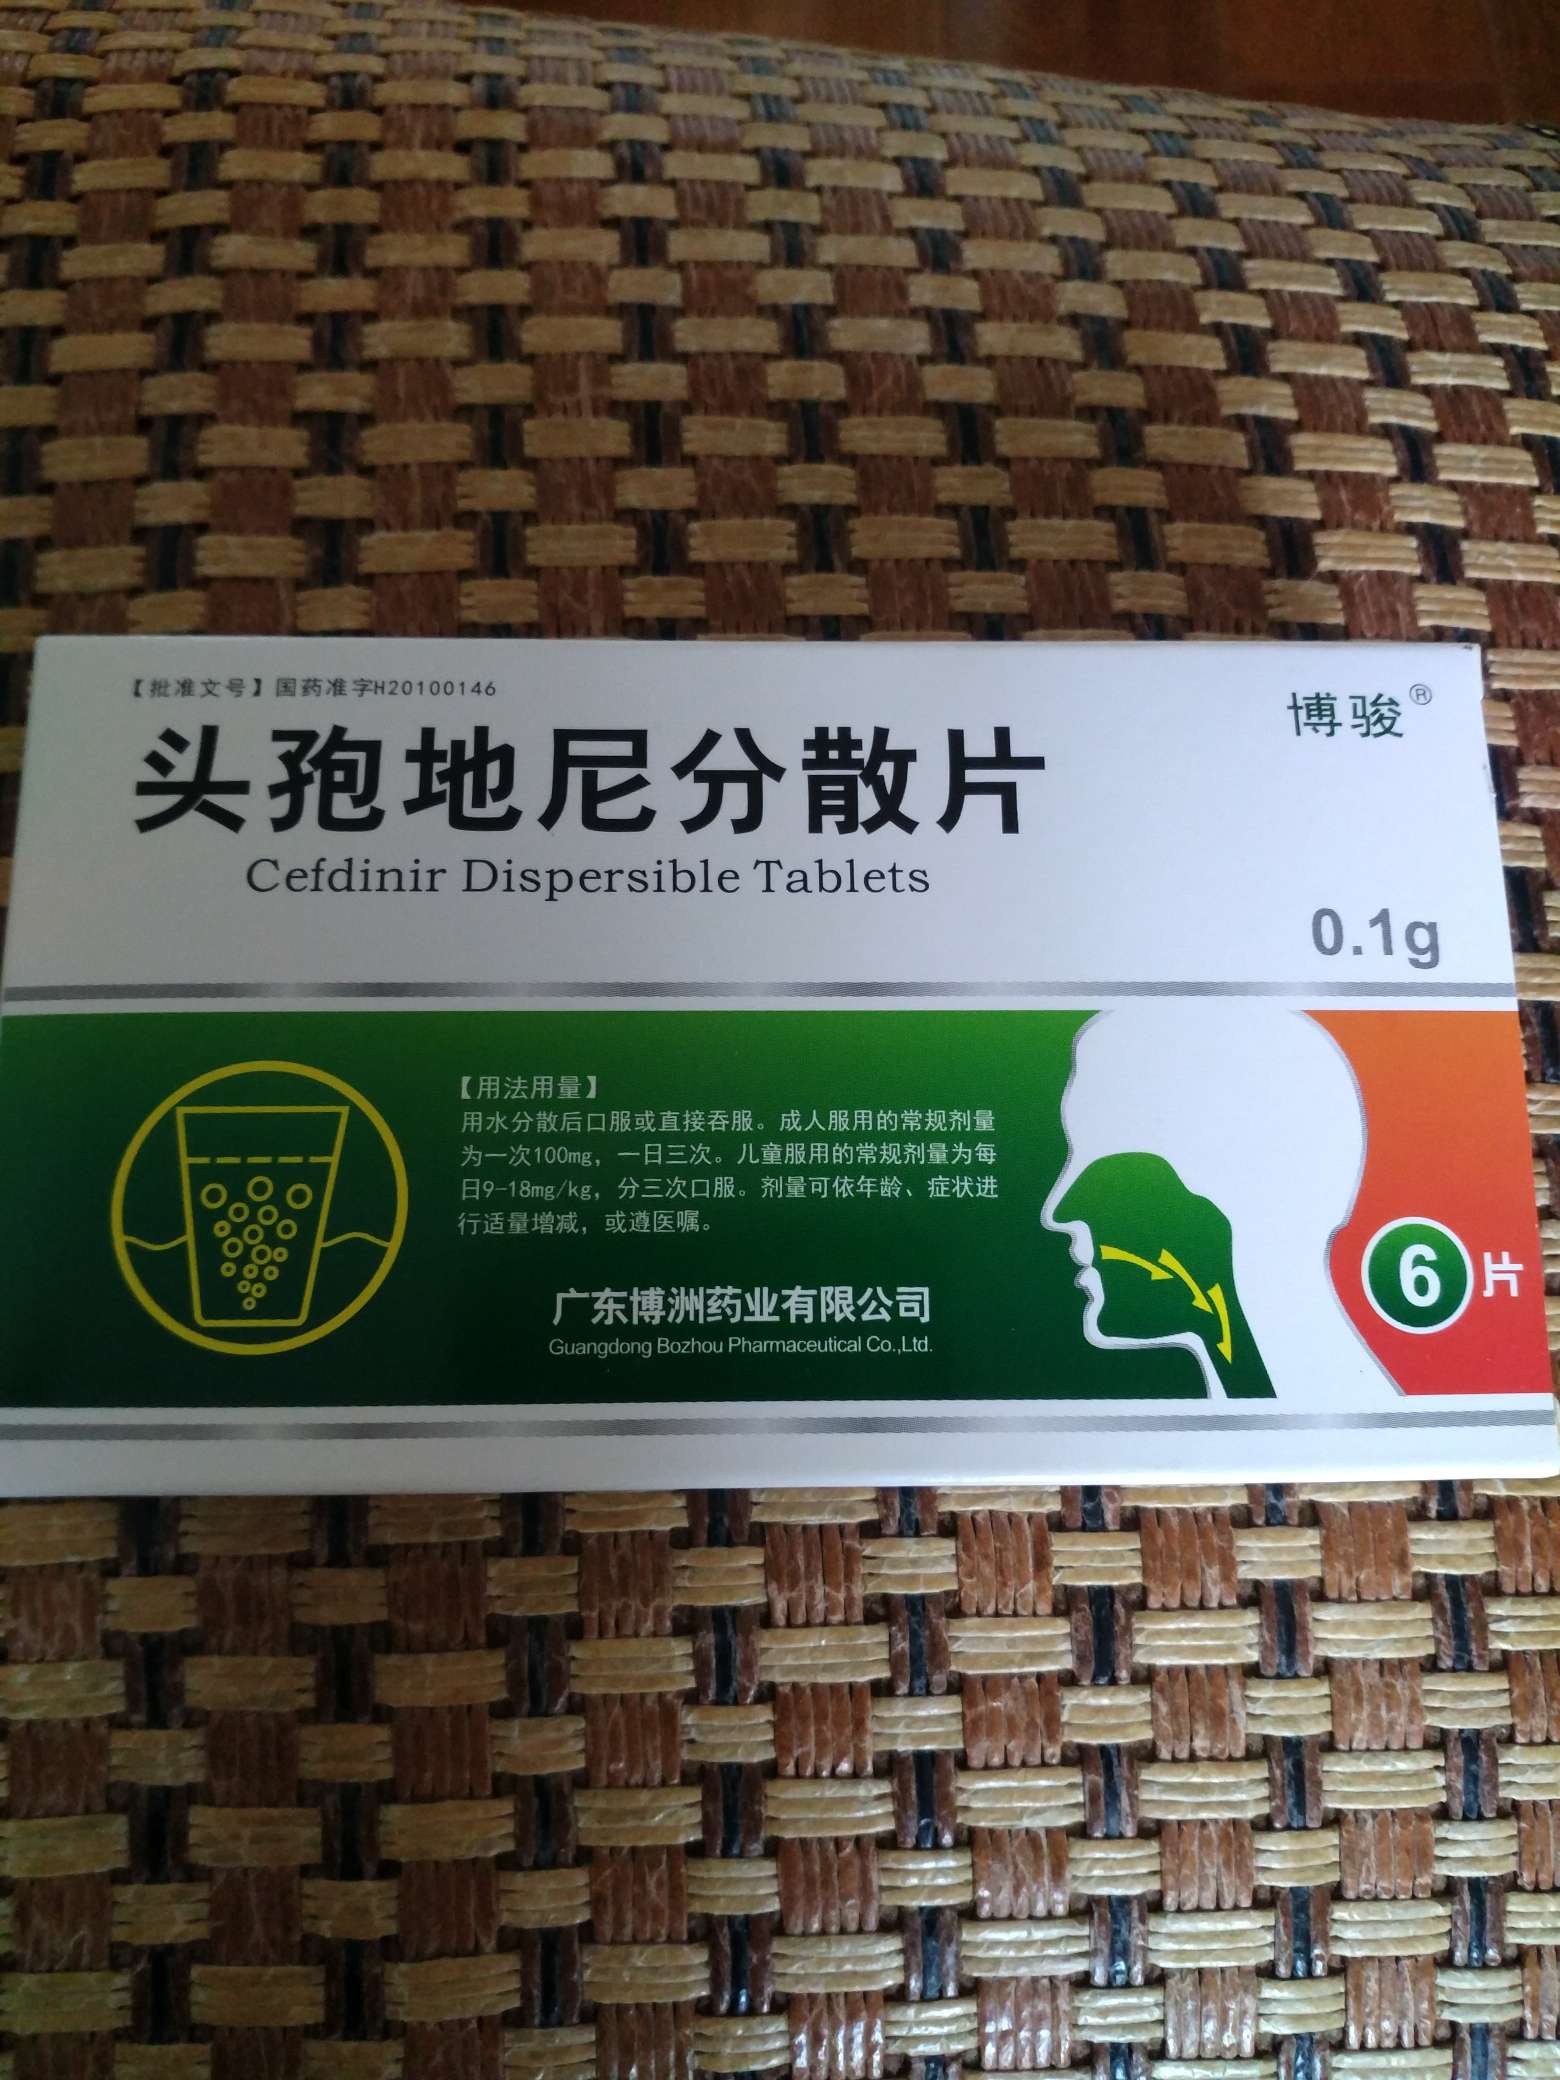 【批准文号】国药准字H20100146
博骏®
头孢地尼分散片
Cefdinir Dispersible Tablets
0.1g
【用法用量】
用水分散后口服或直接吞服。成人服用的常规剂量
为一次100mg，一日三次。儿童服用的常规剂量为每
日9-18mg/kg，分三次口服。剂量可依年龄、症状进
行适量增减，或遵医嘱。
6片
广东博洲药业有限公司
Guangdong Bozhou Pharmaceutical Co.,Ltd.